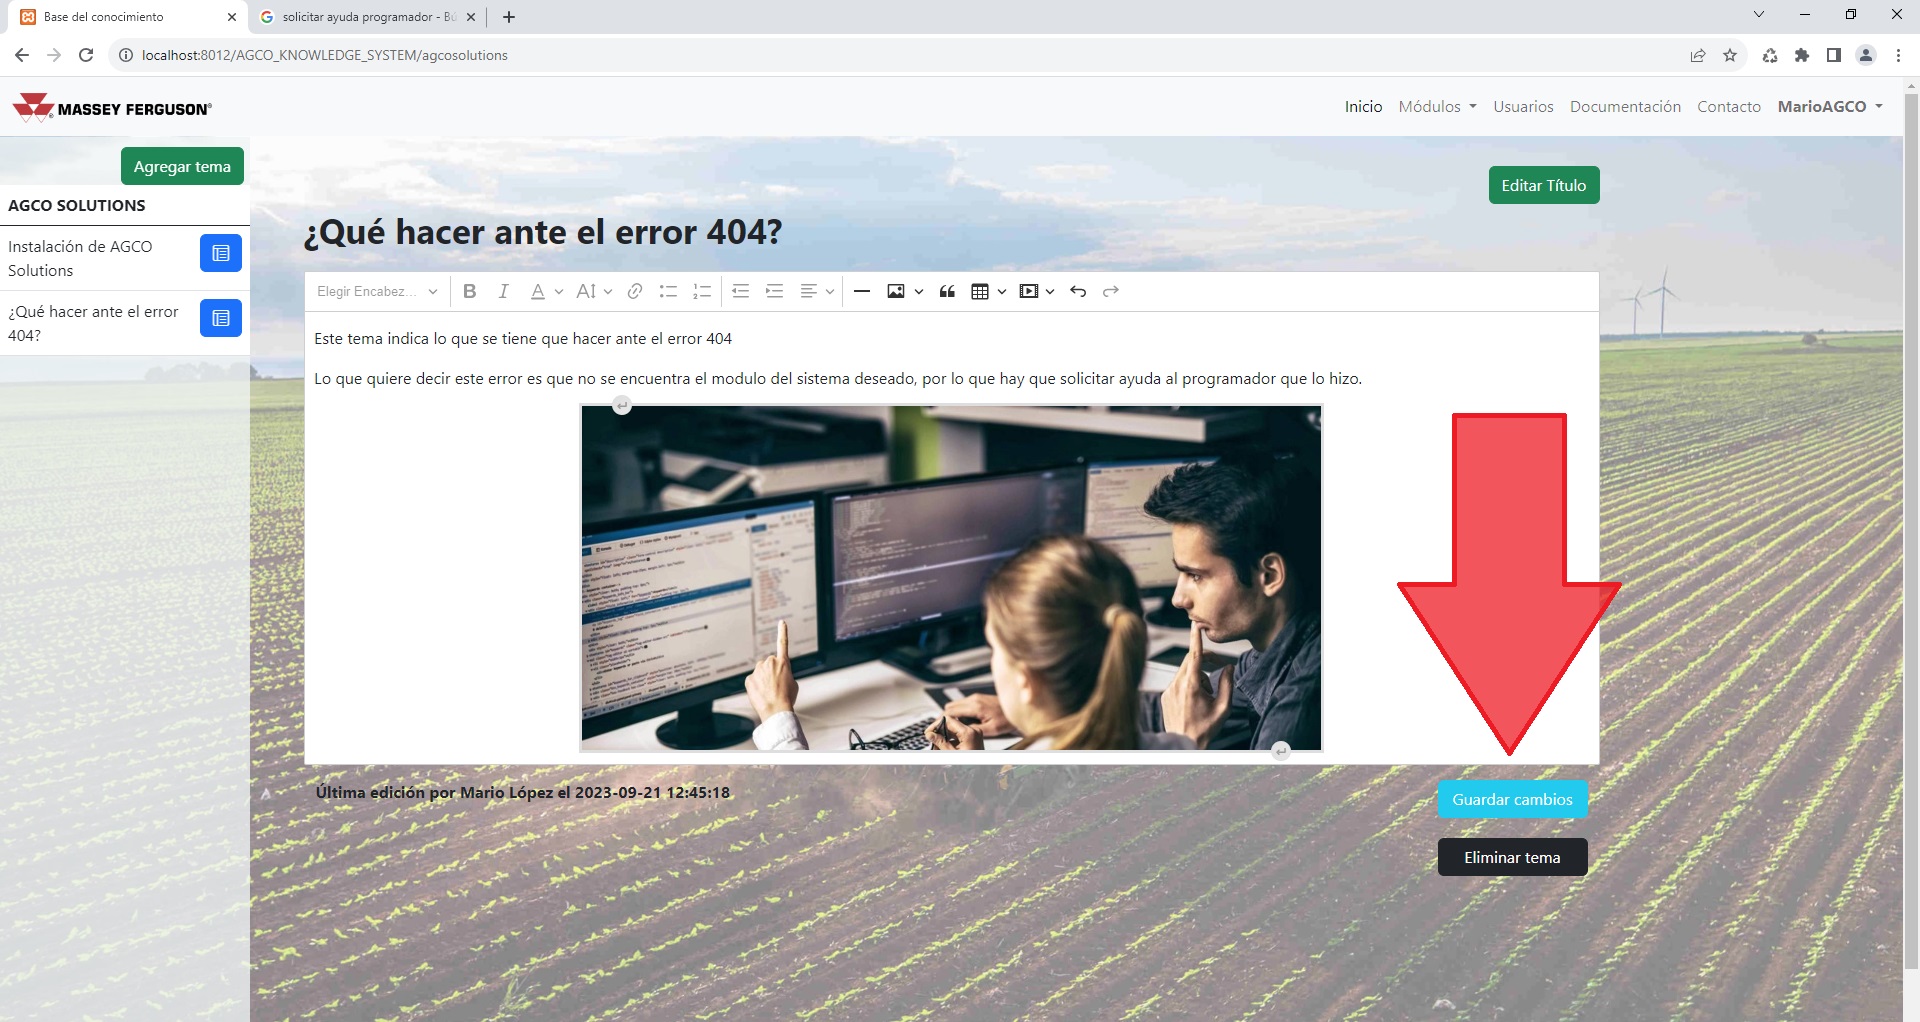 Base del conocimiento
solicitar ayuda programador - Bú
localhost:8012/AGCO_KNOWLEDGE_SYSTEM/agcosolutions
MASSEY FERGUSON®
Inicio
Módulos
Usuarios
Documentación
Contacto
MarioAGCO
Agregar tema
AGCO SOLUTIONS
Instalación de AGCO
Solutions
¿Qué hacer ante el error
404?
Editar Título
¿Qué hacer ante el error 404?
Elegir Encabez...
Este tema indica lo que se tiene que hacer ante el error 404
Lo que quiere decir este error es que no se encuentra el modulo del sistema deseado, por lo que hay que solicitar ayuda al programador que lo hizo.
Última edición por Mario López el 2023-09-21 12:45:18
Guardar cambios
Eliminar tema